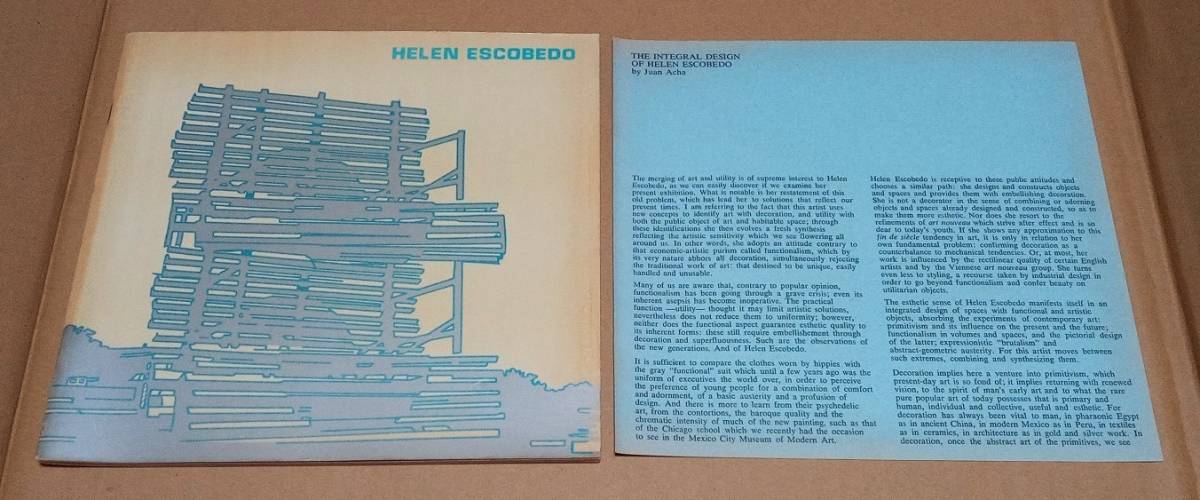 HELEN ESCOBEDO
THE INTEGRAL DESIGN
OF HELEN ESCOBEDO
by Juan Acha
The merging of art and utility is of supreme interest to Helen
Escobedo, as we can easily discover if we examine her
present exhibition. What is notable is her restatement of this
old problem, which has lead her to solutions that reflect our
present times. I am referring to the fact that this artist uses
new concepts to identify art with decoration, and utility with
both the public object of art and habitable space; through
these identifications she then evolves a fresh synthesis
reflecting the artistic sensitivity which we see flowering all
around us. In other words, she adopts an attitude contrary to
that economic-artistic purism called functionalism, which by
its very nature abhors all decoration, simultaneously rejecting
the traditional work of art: that destined to be unique, easily
handled and unusable.
Many of us are aware that, contrary to popular opinion,
functionalism has been going through a grave crisis; even its
inherent asepsis has become inoperative. The practical
function —utility— thought it may limit artistic solutions,
nevertheless does not reduce them to uniformity; however,
neither does the functional aspect guarantee esthetic quality to
its inherent forms: these still require embellishment through
decoration and superfluousness. Such are the observations of
the new generations. And of Helen Escobedo.
It is sufficient to compare the clothes worn by hippies with
the gray "functional" suit which until a few years ago was the
uniform of executives the world over, in order to perceive
the preference of young people for a combination of comfort
and adornment, of a basic austerity and a profusion of
design. And there is more to learn from their psychedelic
art, from the contortions, the baroque quality and the
chromatic intensity of much of the new painting, such as that
of the Chicago school which we recently had the occasion
to see in the Mexico City Museum of Modern Art.
Helen Escobedo is receptive to these public attitudes and
chooses a similar path: she designs and constructs objects
and spaces and provides them with embellishing decoration.
She is not a decorator in the sense of combining or adorning
objects and spaces already designed and constructed, so as to
make them more esthetic. Nor does she resort to the
refinements of art nouveau which strive after effect and is so
dear to today's youth. If she shows any approximation to this
fin de siècle tendency in art, it is only in relation to her
own fundamental problem: confirming decoration as a
counterbalance to mechanical tendencies. Or, at most, her
work is influenced by the rectilinear quality of certain English
artists and by the Viennese art nouveau group. She turns
even less to styling, a recourse taken by industrial design in
order to go beyond functionalism and confer beauty on
utilitarian objects.
The esthetic sense of Helen Escobedo manifests itself in an
integrated design of spaces with functional and artistic
objects, absorbing the experiments of contemporary art:
primitivism and its influence on the present and the future;
functionalism in volumes and spaces, and the pictorial design
of the latter; expressionistic "brutalism" and
abstract-geometric austerity. For this artist moves between
such extremes, combining and synthesizing them.
Decoration implies here a venture into primitivism, which
present-day art is so fond of; it implies returning with renewed
vision, to the spirit of man's early art and to what the rare
pure popular art of today possesses that is primary and
human, individual and collective, useful and esthetic. For
decoration has always been vital to man, in pharaonic Egypt
as in ancient China, in modern Mexico as in Peru, in textiles
as in ceramics, in architecture as in gold and silver work. In
decoration, once the abstract art of the primitives, we see